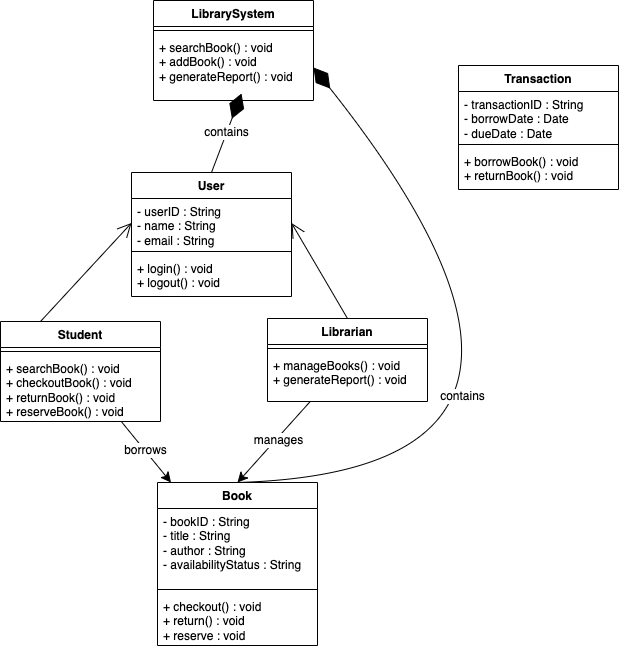 LibrarySystem
+ searchBook() : void
+ addBook() : void
+ generateReport() : void
Transaction
- transactionID : String
- borrowDate : Date
- dueDate : Date
+ borrowBook() : void
+ returnBook() : void
contains
User
- userID : String
- name : String
- email : String
+ login() : void
+ logout() : void
Student
+ searchBook() : void
+ checkoutBook() : void
+ returnBook() : void
+ reserveBook() : void
Librarian
+ manageBooks() : void
+ generateReport() : void
contains
borrows
manages
Book
- bookID : String
- title : String
- author : String
- availabilityStatus : String
+ checkout() : void
+ return() : void
+ reserve : void